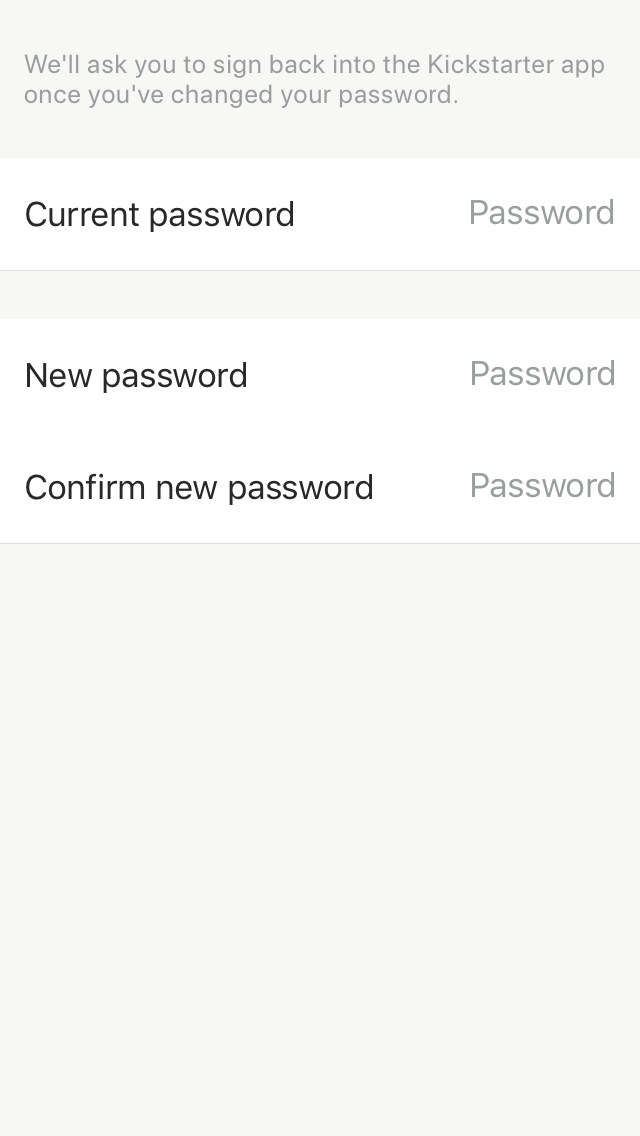 We'll ask you to sign back into the Kickstarter app
once you've changed your password.
Current password Password
New password Password
Confirm new password Password